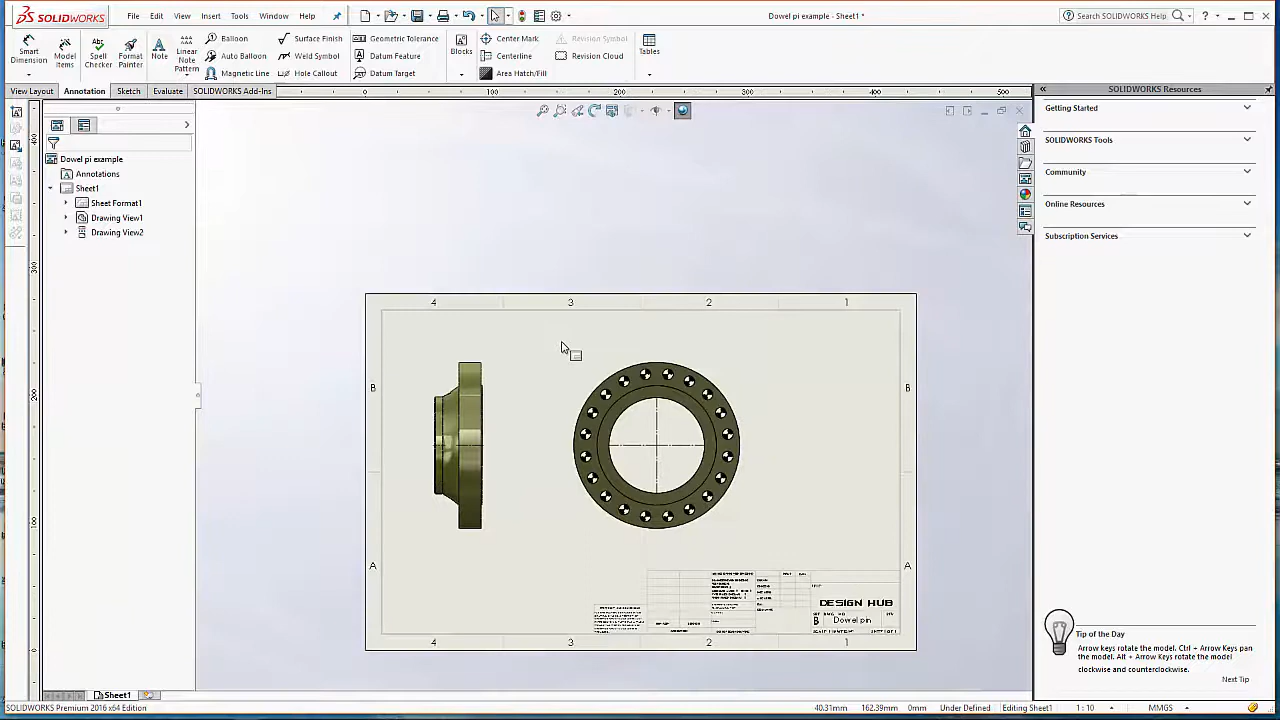 SOLIDWORKS File Edit View Insert Tools Window Help Dowel pi example - Sheet1 * Search SOLIDWORKS Help ?
Smart Dimension
Model Items
Spell Checker
Format Painter
Note
Linear Note Pattern
Balloon
Auto Balloon
Magnetic Line
Surface Finish
Weld Symbol
Hole Callout
Geometric Tolerance
Datum Feature
Datum Target
Blocks
Center Mark
Centerline
Area Hatch/Fill
Revision Symbol
Revision Cloud
Tables
View Layout Annotation Sketch Evaluate SOLIDWORKS Add-Ins
0 100 200 300 400 500
SOLIDWORKS Resources
Getting Started
SOLIDWORKS Tools
Community
Online Resources
Subscription Services
Dowel pi example
Annotations
Sheet1
Sheet Format1
Drawing View1
Drawing View2
400
300
200
100
0
4 3 2 1
B B
A A
DESIGN HUB
B Dowel pin
4 3 2 1
Tip of the Day
Arrow keys rotate the model. Ctrl + Arrow Keys pan
the model. Alt + Arrow Keys rotate the model
clockwise and counterclockwise.
Next Tip
Sheet1
SOLIDWORKS Premium 2016 x64 Edition 40.31mm 162.39mm 0mm Under Defined Editing Sheet1 1 : 10 MMGS